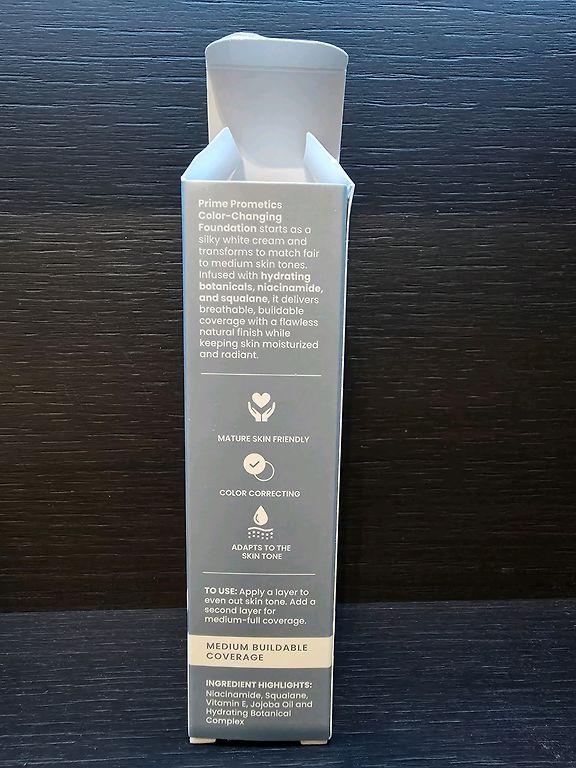 Prime Prometics
Color-Changing
Foundation starts as a
silky white cream and
transforms to match fair
to medium skin tones.
Infused with hydrating
botanicals, niacinamide,
and squalane, it delivers
breathable, buildable
coverage with a flawless
natural finish while
keeping skin moisturized
and radiant.
MATURE SKIN FRIENDLY
COLOR CORRECTING
ADAPTS TO THE
SKIN TONE
TO USE: Apply a layer to
even out skin tone. Add a
second layer for
medium-full coverage.
MEDIUM BUILDABLE
COVERAGE
INGREDIENT HIGHLIGHTS:
Niacinamide, Squalane,
Vitamin E, Jojoba Oil and
Hydrating Botanical
Complex